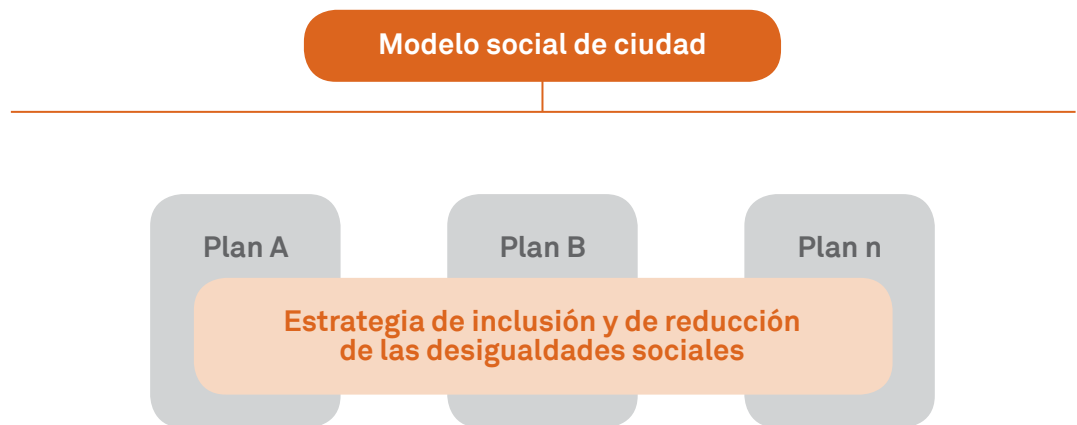 Modelo social de ciudad
Plan A
Plan B
Plan n
Estrategia de inclusión y de reducción
de las desigualdades sociales